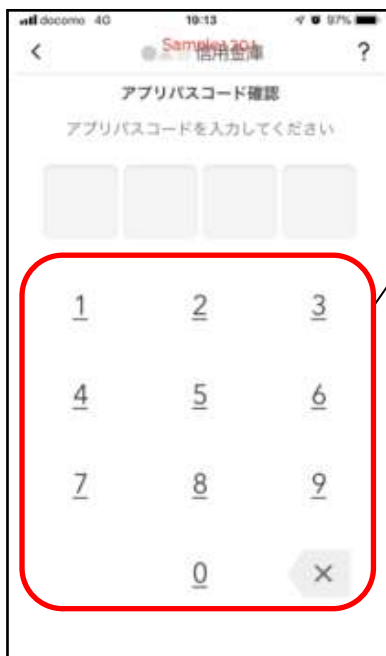 docomo 4G 19:13 97%
信用金庫 ?
アプリパスコード確認
アプリパスコードを入力してください
1 2 3
4 5 6
7 8 9
0 ×